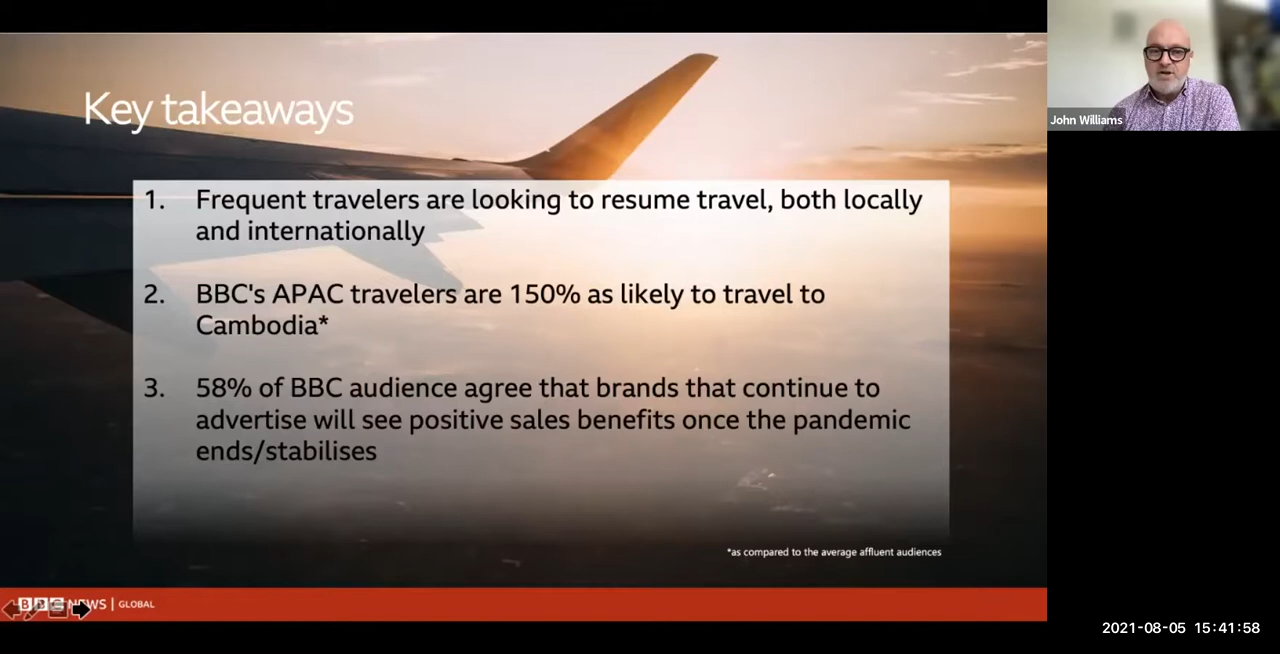 Key takeaways
1. Frequent travelers are looking to resume travel, both locally
and internationally
2. BBC's APAC travelers are 150% as likely to travel to
Cambodia*
3. 58% of BBC audience agree that brands that continue to
advertise will see positive sales benefits once the pandemic
ends/stabilises
*as compared to the average affluent audiences
BBC NEWS | GLOBAL
John Williams
2021-08-05 15:41:58